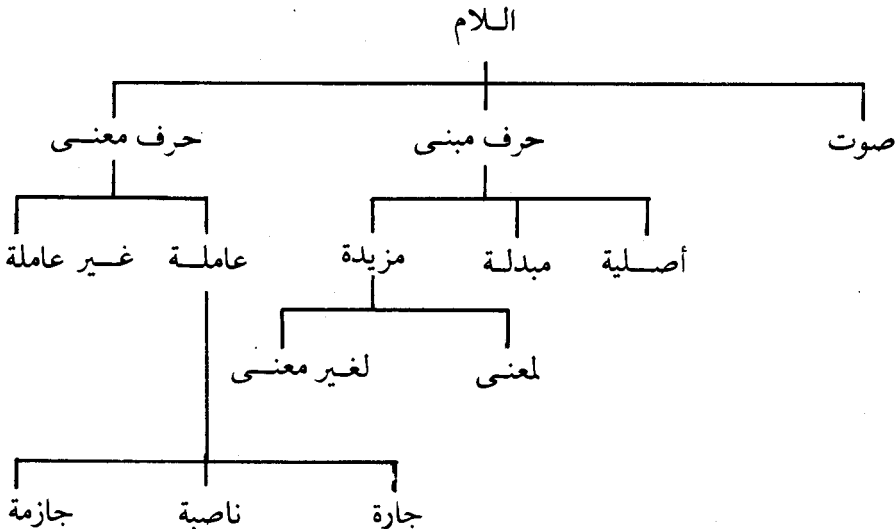 اللام
صوت حرف مبنى حرف معنى
أصلية مبدلة مزيدة عاملة غير عاملة
لمعنى لغير معنى
جارة ناصبة جازمة